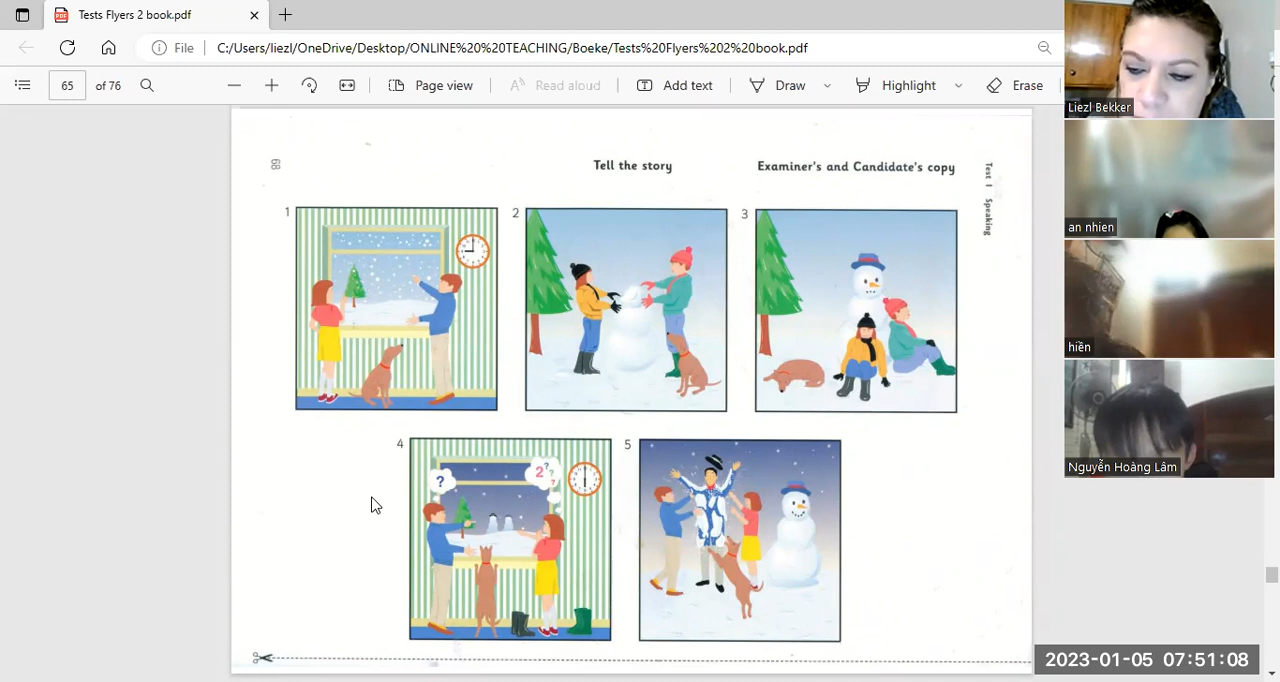 Tests Flyers 2 book.pdf
File
C:/Users/liezl/OneDrive/Desktop/ONLINE%20%20TEACHING/Boeke/Tests%20Flyers%202%20book.pdf
65 of 76
Page view
Read aloud
Add text
Draw
Highlight
Erase
Liezl Bekker
an nhien
hiền
Nguyễn Hoàng Lâm
Tell the story
Examiner's and Candidate's copy
Test 1 Speaking
1
2
3
?
2???
4
5
2023-01-05 07:51:08